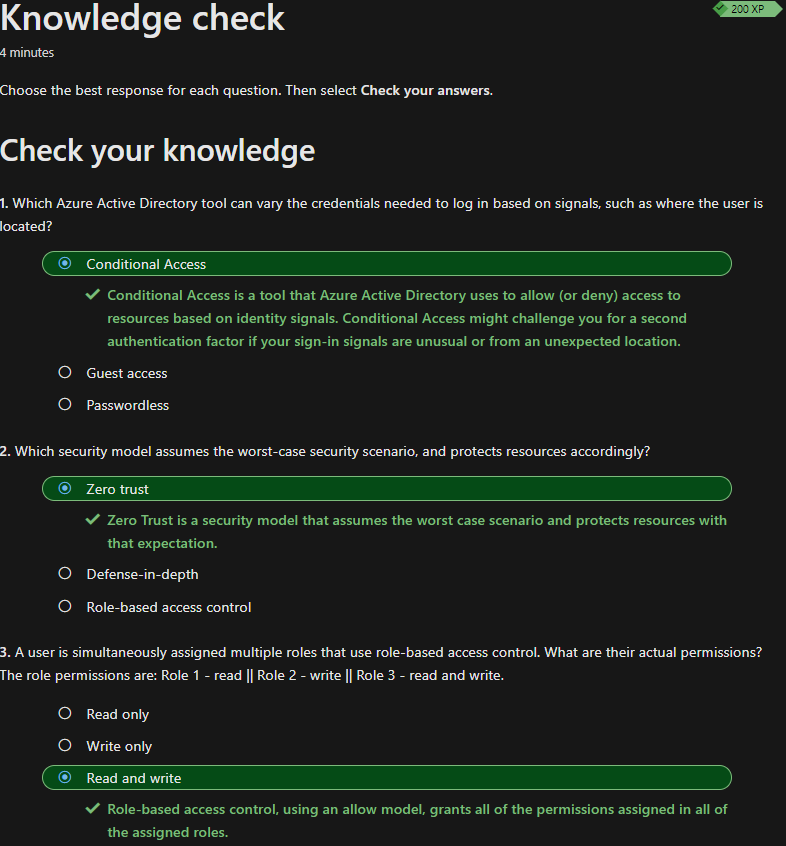 Knowledge check
200 XP
4 minutes
Choose the best response for each question. Then select Check your answers.
Check your knowledge
1. Which Azure Active Directory tool can vary the credentials needed to log in based on signals, such as where the user is
located?
Conditional Access
Conditional Access is a tool that Azure Active Directory uses to allow (or deny) access to
resources based on identity signals. Conditional Access might challenge you for a second
authentication factor if your sign-in signals are unusual or from an unexpected location.
Guest access
Passwordless
2. Which security model assumes the worst-case security scenario, and protects resources accordingly?
Zero trust
Zero Trust is a security model that assumes the worst case scenario and protects resources with
that expectation.
Defense-in-depth
Role-based access control
3. A user is simultaneously assigned multiple roles that use role-based access control. What are their actual permissions?
The role permissions are: Role 1 - read || Role 2 - write || Role 3 - read and write.
Read only
Write only
Read and write
Role-based access control, using an allow model, grants all of the permissions assigned in all of
the assigned roles.